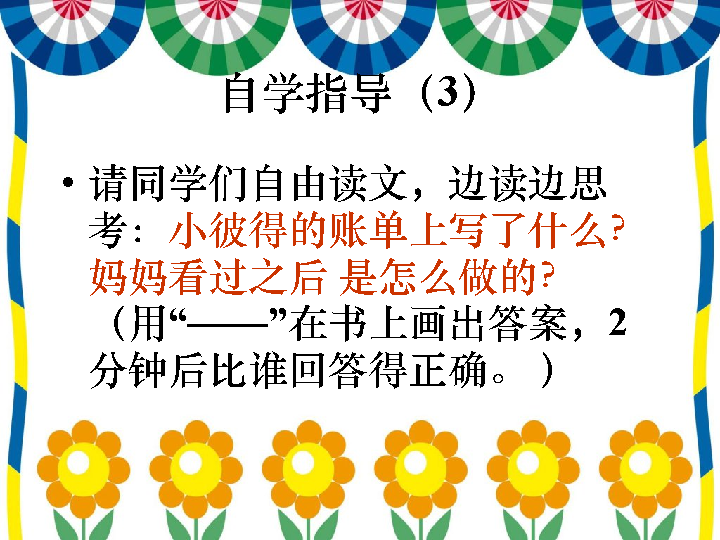 自学指导（3）
• 请同学们自由读文，边读边思
考：小彼得的账单上写了什么？
妈妈看过之后 是怎么做的？
（用“——”在书上画出答案，2
分钟后比谁回答得正确。 ）